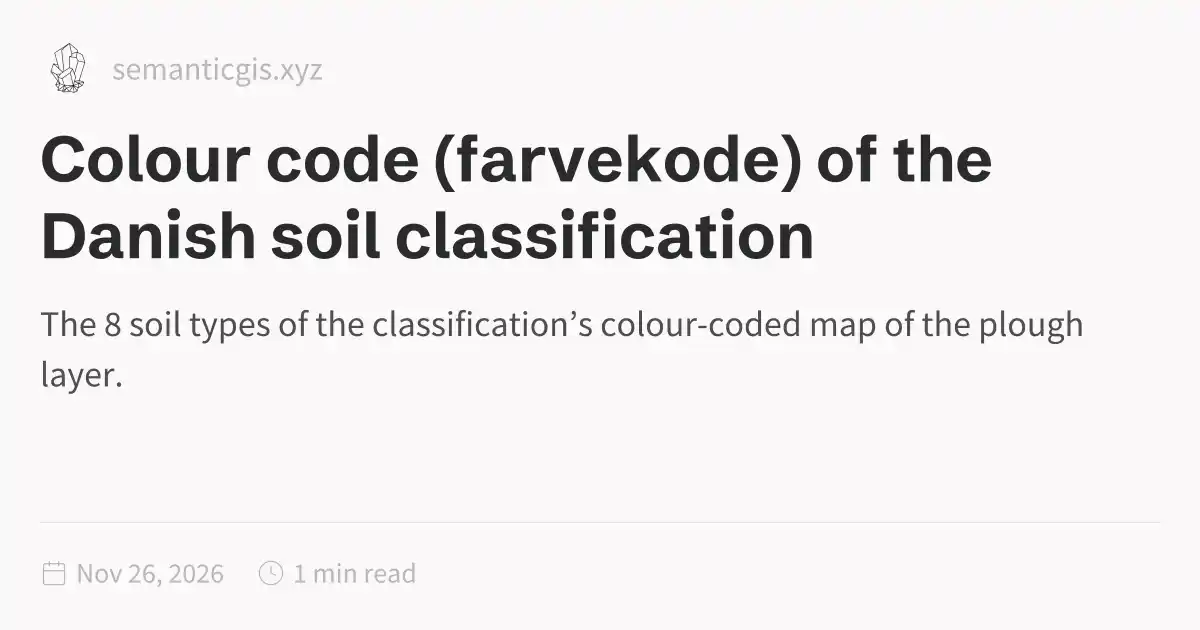 semanticgis.xyz
Colour code (farvekode) of the
Danish soil classification
The 8 soil types of the classification’s colour-coded map of the plough
layer.
Nov 26, 2026 1 min read